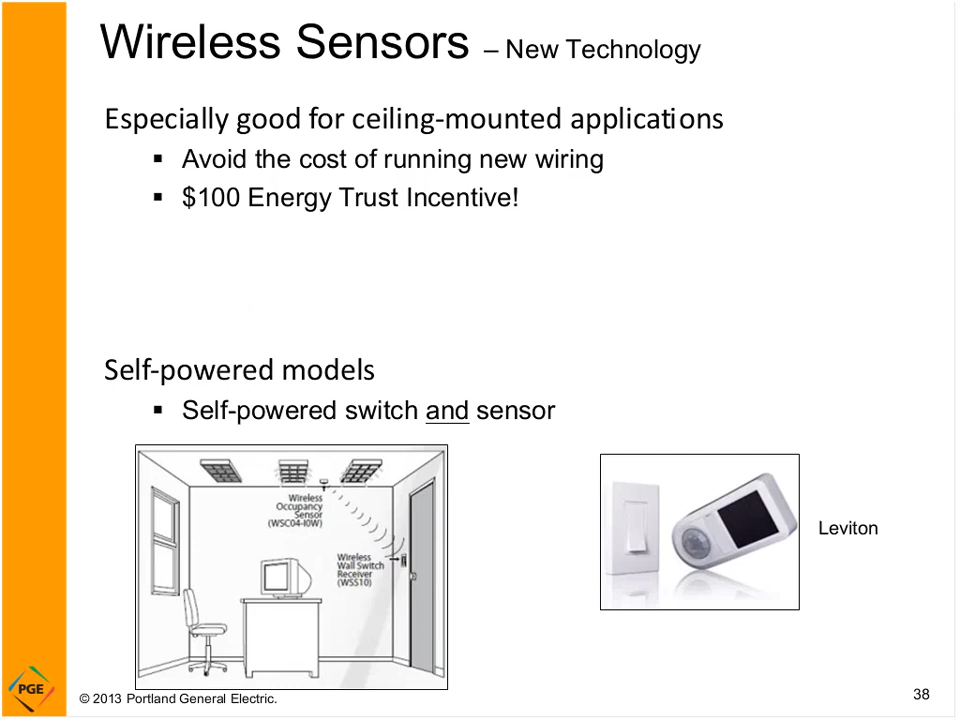 Wireless Sensors – New Technology
Especially good for ceiling-mounted applications
▪ Avoid the cost of running new wiring
▪ $100 Energy Trust Incentive!
Self-powered models
▪ Self-powered switch and sensor
Wireless
Occupancy
Sensor
(WSC04-I0W)
Wireless
Wall Switch
Receiver
(WSS10)
Leviton
PGE
© 2013 Portland General Electric.
38